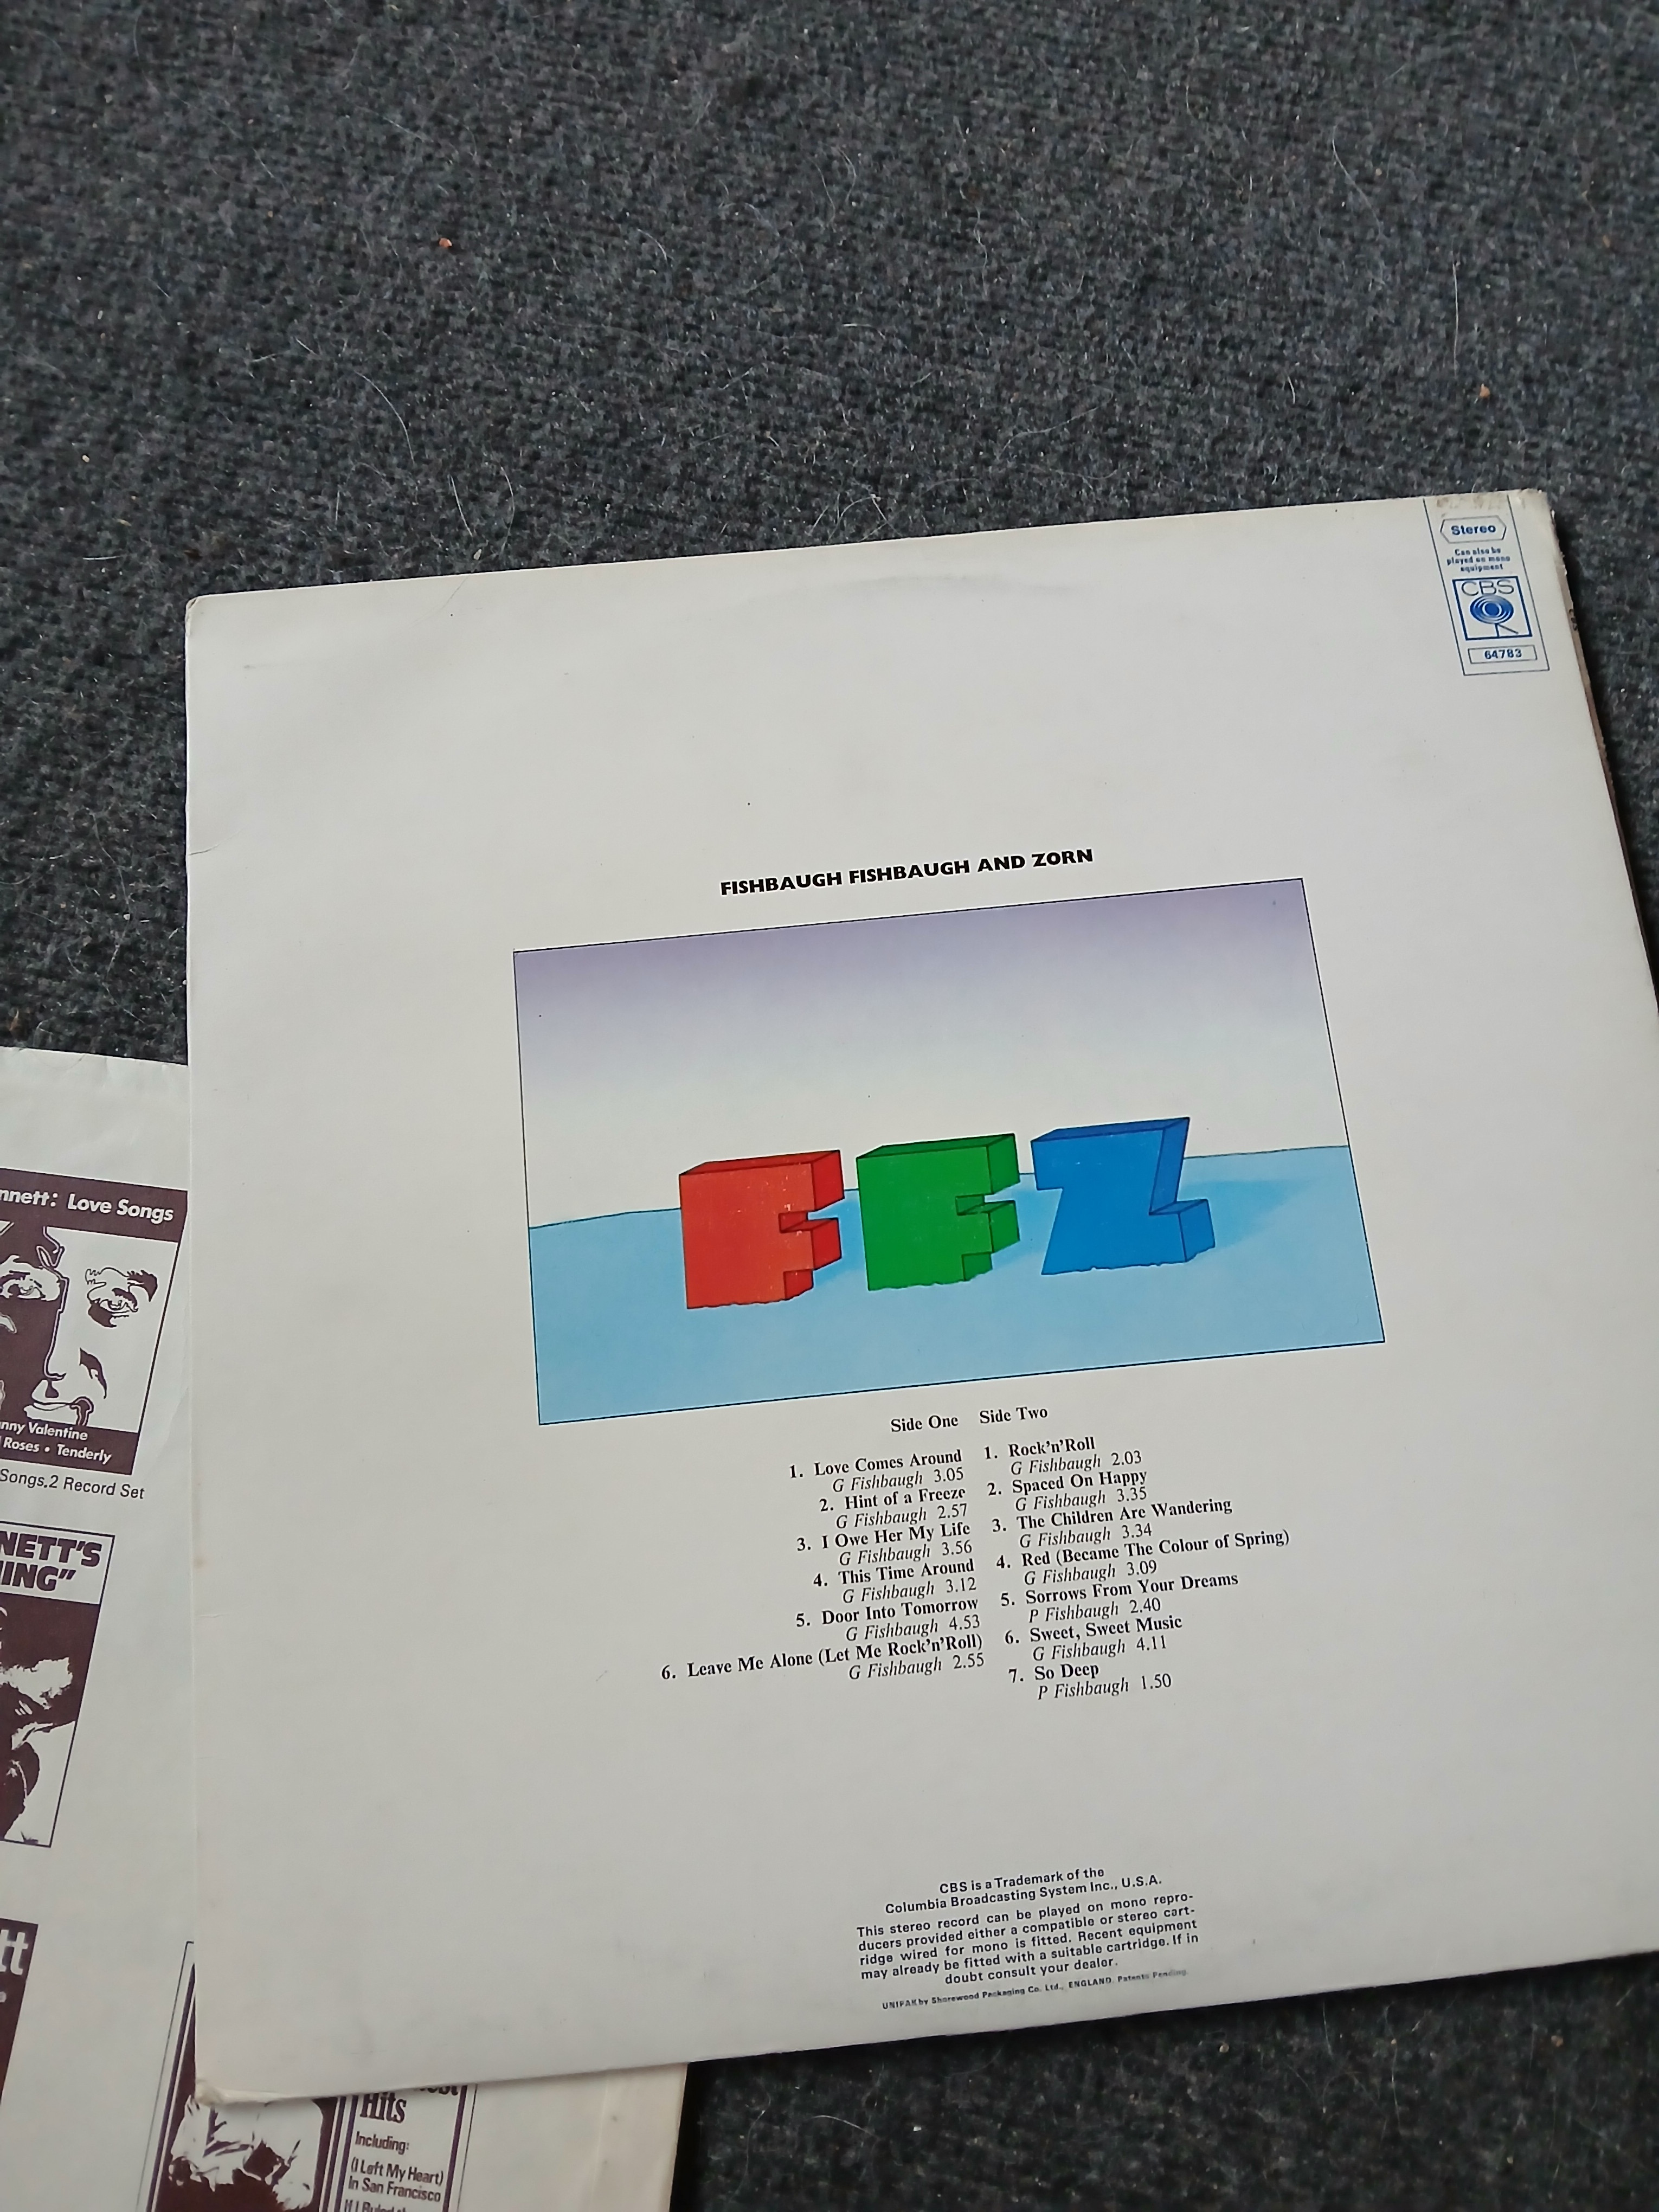 Stereo
Can also be
played on mono
equipment
CBS
64783
FISHBAUGH FISHBAUGH AND ZORN
FFZ
Side One
1. Love Comes Around
G Fishbaugh 3.05
2. Hint of a Freeze
G Fishbaugh 2.57
3. I Owe Her My Life
G Fishbaugh 3.56
4. This Time Around
G Fishbaugh 3.12
5. Door Into Tomorrow
G Fishbaugh 4.53
6. Leave Me Alone (Let Me Rock'n'Roll)
G Fishbaugh 2.55
Side Two
1. Rock'n'Roll
G Fishbaugh 2.03
2. Spaced On Happy
G Fishbaugh 3.35
3. The Children Are Wandering
G Fishbaugh 3.34
4. Red (Became The Colour of Spring)
G Fishbaugh 3.09
5. Sorrows From Your Dreams
P Fishbaugh 2.40
6. Sweet, Sweet Music
G Fishbaugh 4.11
7. So Deep
P Fishbaugh 1.50
CBS is a Trademark of the
Columbia Broadcasting System Inc., U.S.A.
This stereo record can be played on mono repro-
ducers provided either a compatible or stereo cart-
ridge wired for mono is fitted. Recent equipment
may already be fitted with a suitable cartridge. If in
doubt consult your dealer.
UNIPAK by Shorewood Packaging Co. Ltd., ENGLAND. Patents Pending.
nnett: Love Songs
nny Valentine
Roses • Tenderly
Songs.2 Record Set
NETT'S
ING"
tt
Hits
Including:
(I Left My Heart)
In San Francisco